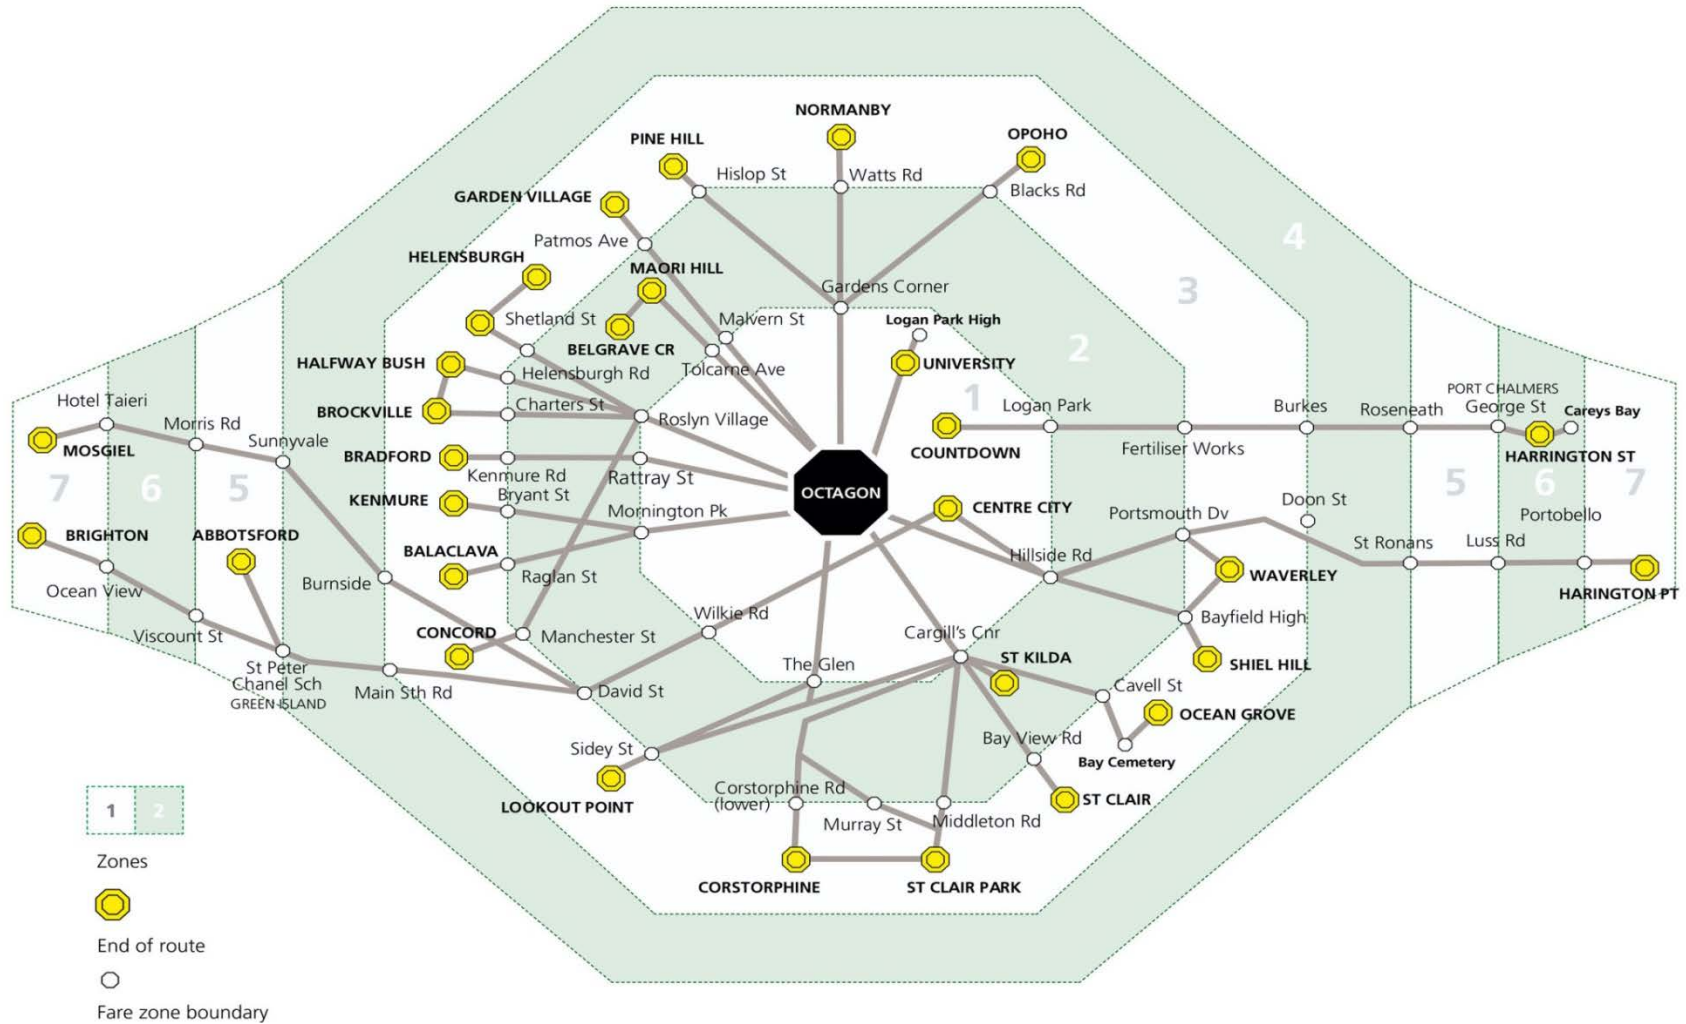 NORMANBY
PINE HILL
OPOHO
Hislop St
Watts Rd
Blacks Rd
GARDEN VILLAGE
Patmos Ave
4
HELENSBURGH
MAORI HILL
Gardens Corner
3
Shetland St
Malvern St
Logan Park High
BELGRAVE CR
2
HALFWAY BUSH
Helensburgh Rd
Tolcarne Ave
UNIVERSITY
PORT CHALMERS
Hotel Taieri
BROCKVILLE
Charters St
1
Logan Park
Burkes
Roseneath
George St
Careys Bay
Morris Rd
Roslyn Village
Sunnyvale
MOSGIEL
BRADFORD
COUNTDOWN
Fertiliser Works
HARRINGTON ST
Kenmure Rd
Rattray St
7
6
5
OCTAGON
5
6
7
KENMURE
Bryant St
Mornington Pk
CENTRE CITY
Portsmouth Dv
Doon St
Portobello
BRIGHTON
ABBOTSFORD
BALACLAVA
Hillside Rd
St Ronans
Luss Rd
Burnside
Raglan St
WAVERLEY
Ocean View
HARINGTON PT
Viscount St
CONCORD
Manchester St
Wilkie Rd
Cargill's Cnr
Bayfield High
St Peter
Chanel Sch
GREEN ISLAND
The Glen
ST KILDA
SHIEL HILL
Main Sth Rd
David St
Cavell St
OCEAN GROVE
Sidey St
Bay View Rd
Bay Cemetery
LOOKOUT POINT
Corstorphine Rd
(lower)
Murray St
Middleton Rd
ST CLAIR
1
2
CORSTORPHINE
ST CLAIR PARK
Zones
End of route
Fare zone boundary